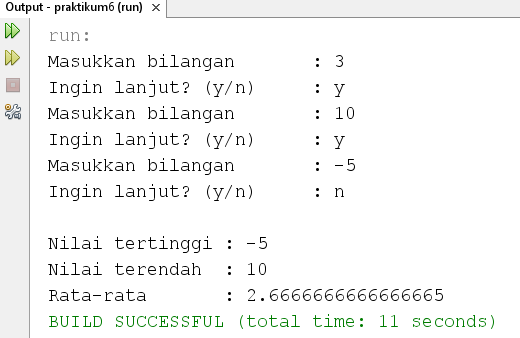 Output - praktikum6 (run) ×
run:
Masukkan bilangan : 3
Ingin lanjut? (y/n) : y
Masukkan bilangan : 10
Ingin lanjut? (y/n) : y
Masukkan bilangan : -5
Ingin lanjut? (y/n) : n
Nilai tertinggi : -5
Nilai terendah : 10
Rata-rata : 2.6666666666666665
BUILD SUCCESSFUL (total time: 11 seconds)